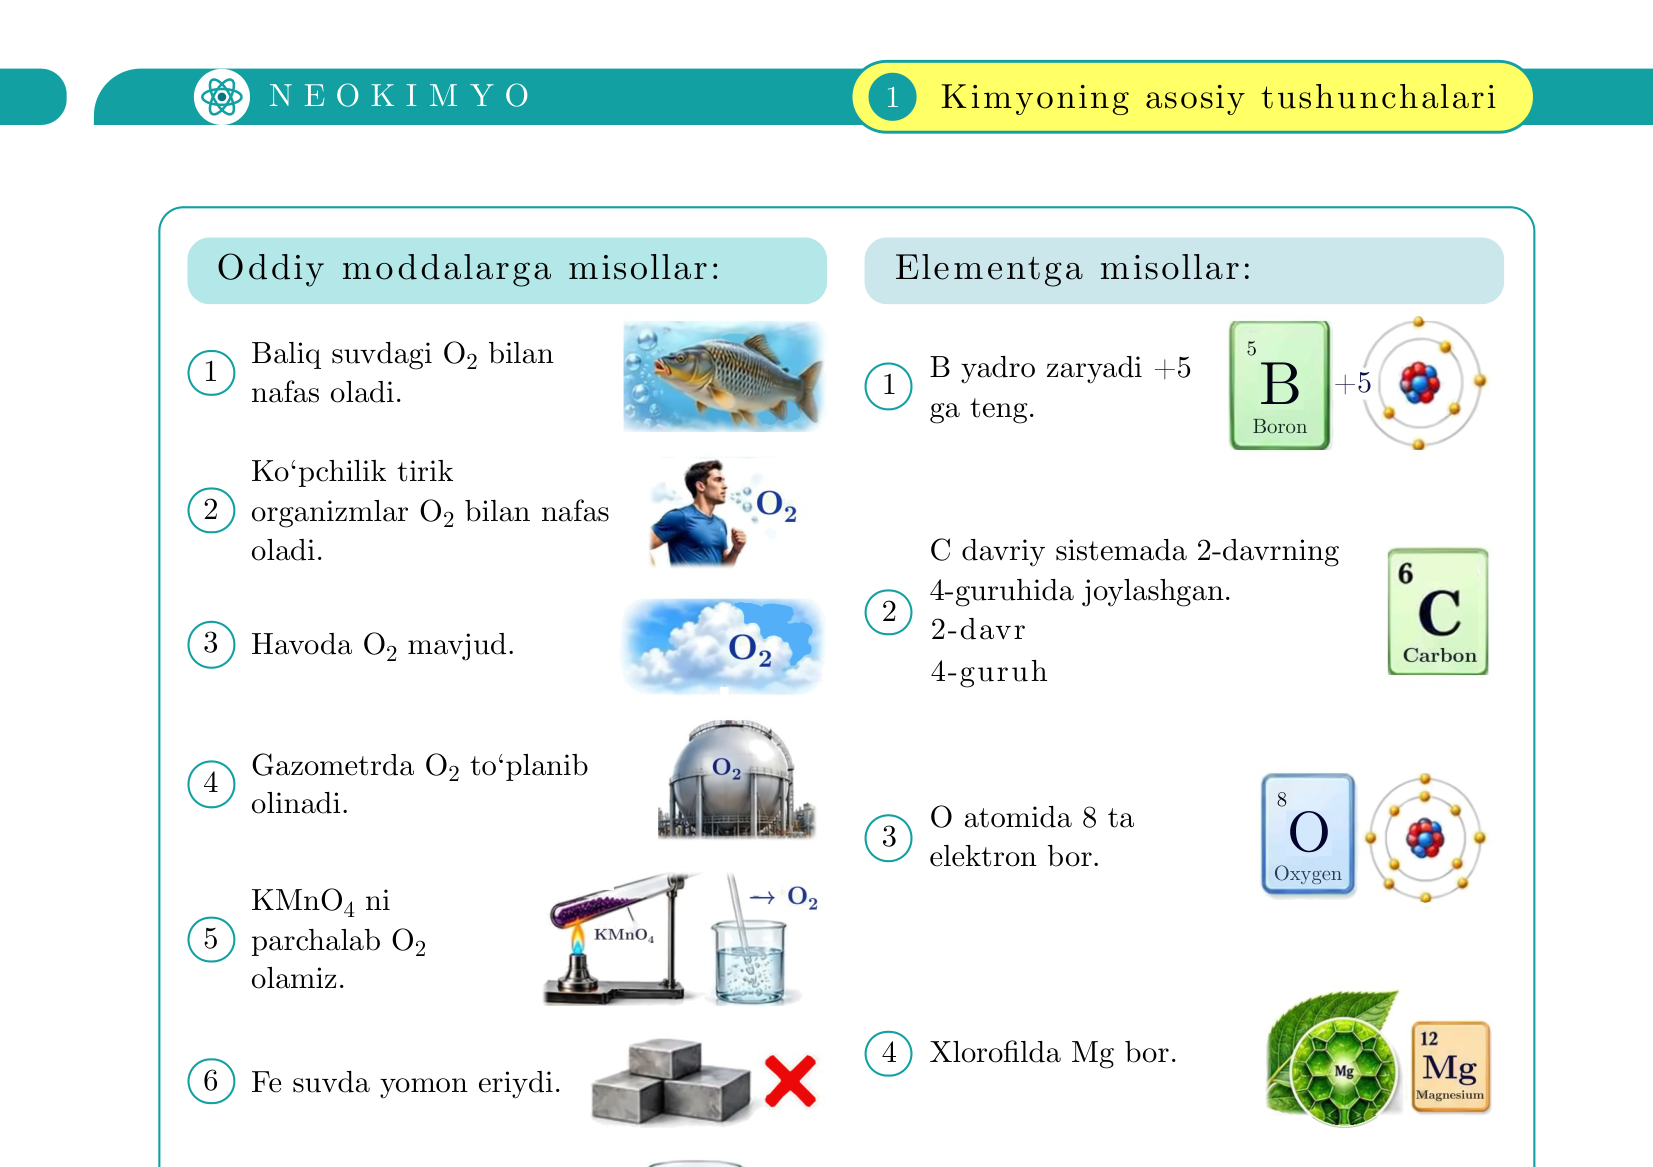 NEOKIMYO
1 Kimyoning asosiy tushunchalari
Oddiy moddalarga misollar:
1 Baliq suvdagi O₂ bilan
nafas oladi.
2 Ko‘pchilik tirik
organizmlar O₂ bilan nafas
oladi.
O₂
3 Havoda O₂ mavjud.
O₂
4 Gazometrda O₂ to‘planib
olinadi.
O₂
5 KMnO₄ ni
parchalab O₂
olamiz.
KMnO₄
→ O₂
6 Fe suvda yomon eriydi.
Elementga misollar:
1 B yadro zaryadi +5
ga teng.
5
B
Boron
+5
2 C davriy sistemada 2-davrning
4-guruhida joylashgan.
2-davr
4-guruh
6
C
Carbon
3 O atomida 8 ta
elektron bor.
8
O
Oxygen
4 Xlorofilda Mg bor.
Mg
12
Mg
Magnesium